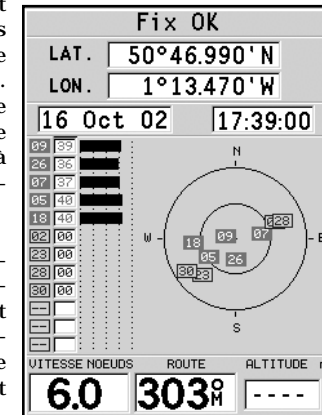 Fix OK
LAT. 50°46.990'N
LON. 1°13.470'W
16 Oct 02 17:39:00
09 39
26 36
07 37
05 40
18 40
02 00
23 00
28 00
30 00
-- 
--
--
N
W
E
S
09
07
28
18
05
26
30
23
VITESSE NOEUDS ROUTE ALTITUDE
6.0 303°M ----